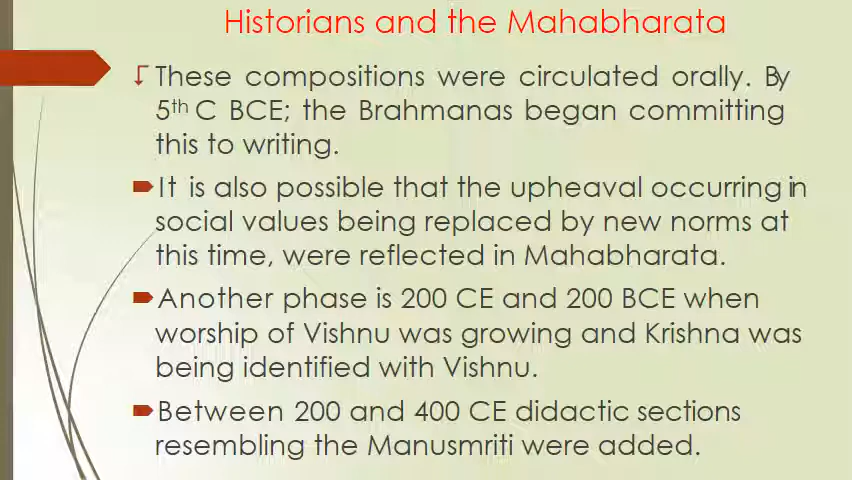 Historians and the Mahabharata
These compositions were circulated orally. By
5th C BCE; the Brahmanas began committing
this to writing.
It is also possible that the upheaval occurring in
social values being replaced by new norms at
this time, were reflected in Mahabharata.
Another phase is 200 CE and 200 BCE when
worship of Vishnu was growing and Krishna was
being identified with Vishnu.
Between 200 and 400 CE didactic sections
resembling the Manusmriti were added.